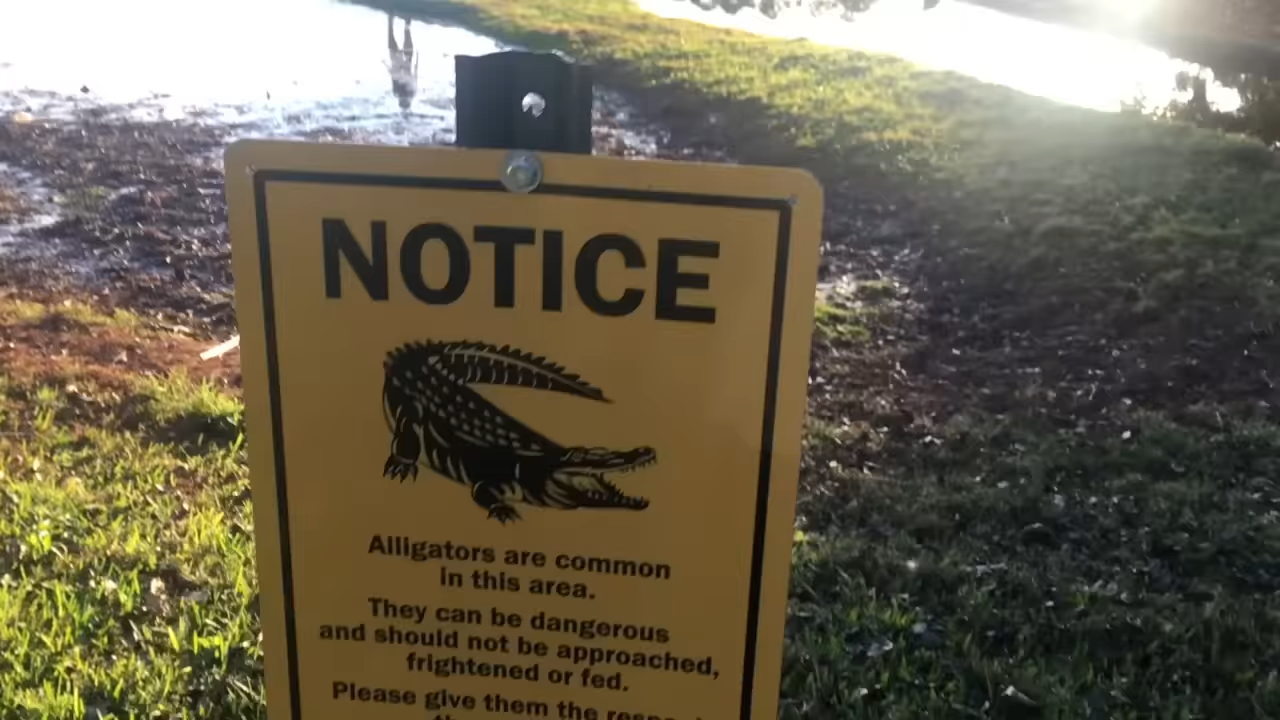 NOTICE
Alligators are common
in this area.
They can be dangerous
and should not be approached,
frightened or fed.
Please give them the